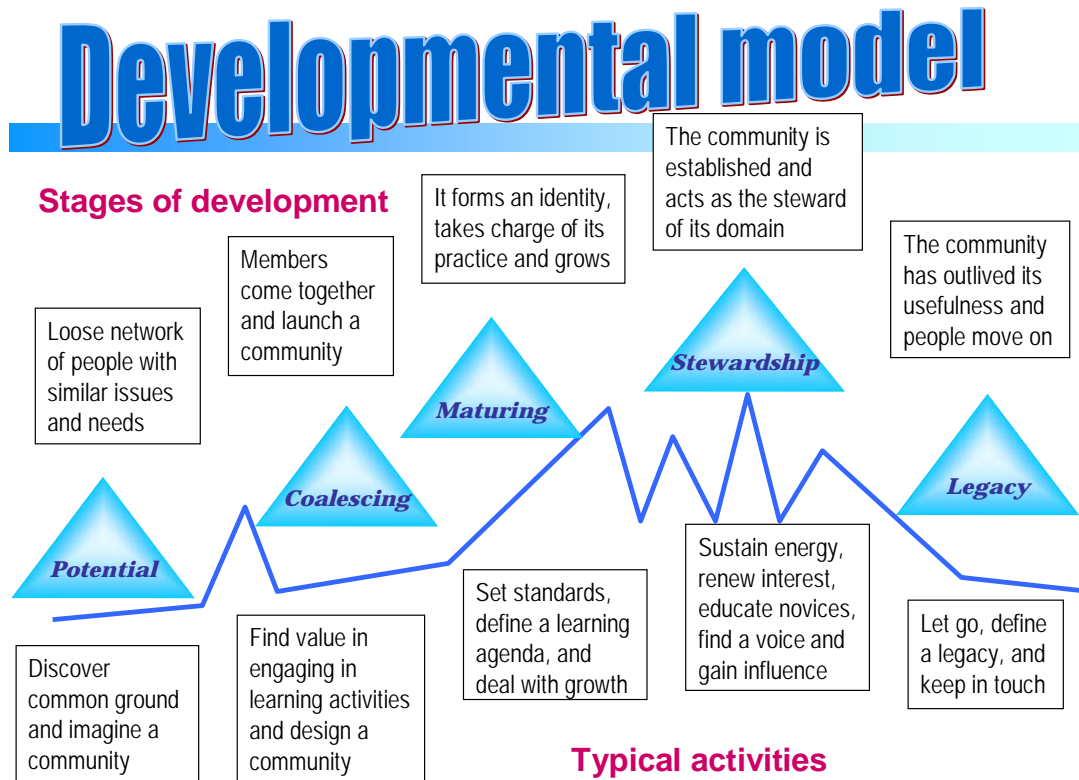 Developmental model
Stages of development
Loose network
of people with
similar issues
and needs
Members
come together
and launch a
community
It forms an identity,
takes charge of its
practice and grows
The community is
established and
acts as the steward
of its domain
The community
has outlived its
usefulness and
people move on
Potential
Coalescing
Maturing
Stewardship
Legacy
Discover
common ground
and imagine a
community
Find value in
engaging in
learning activities
and design a
community
Set standards,
define a learning
agenda, and
deal with growth
Sustain energy,
renew interest,
educate novices,
find a voice and
gain influence
Let go, define
a legacy, and
keep in touch
Typical activities